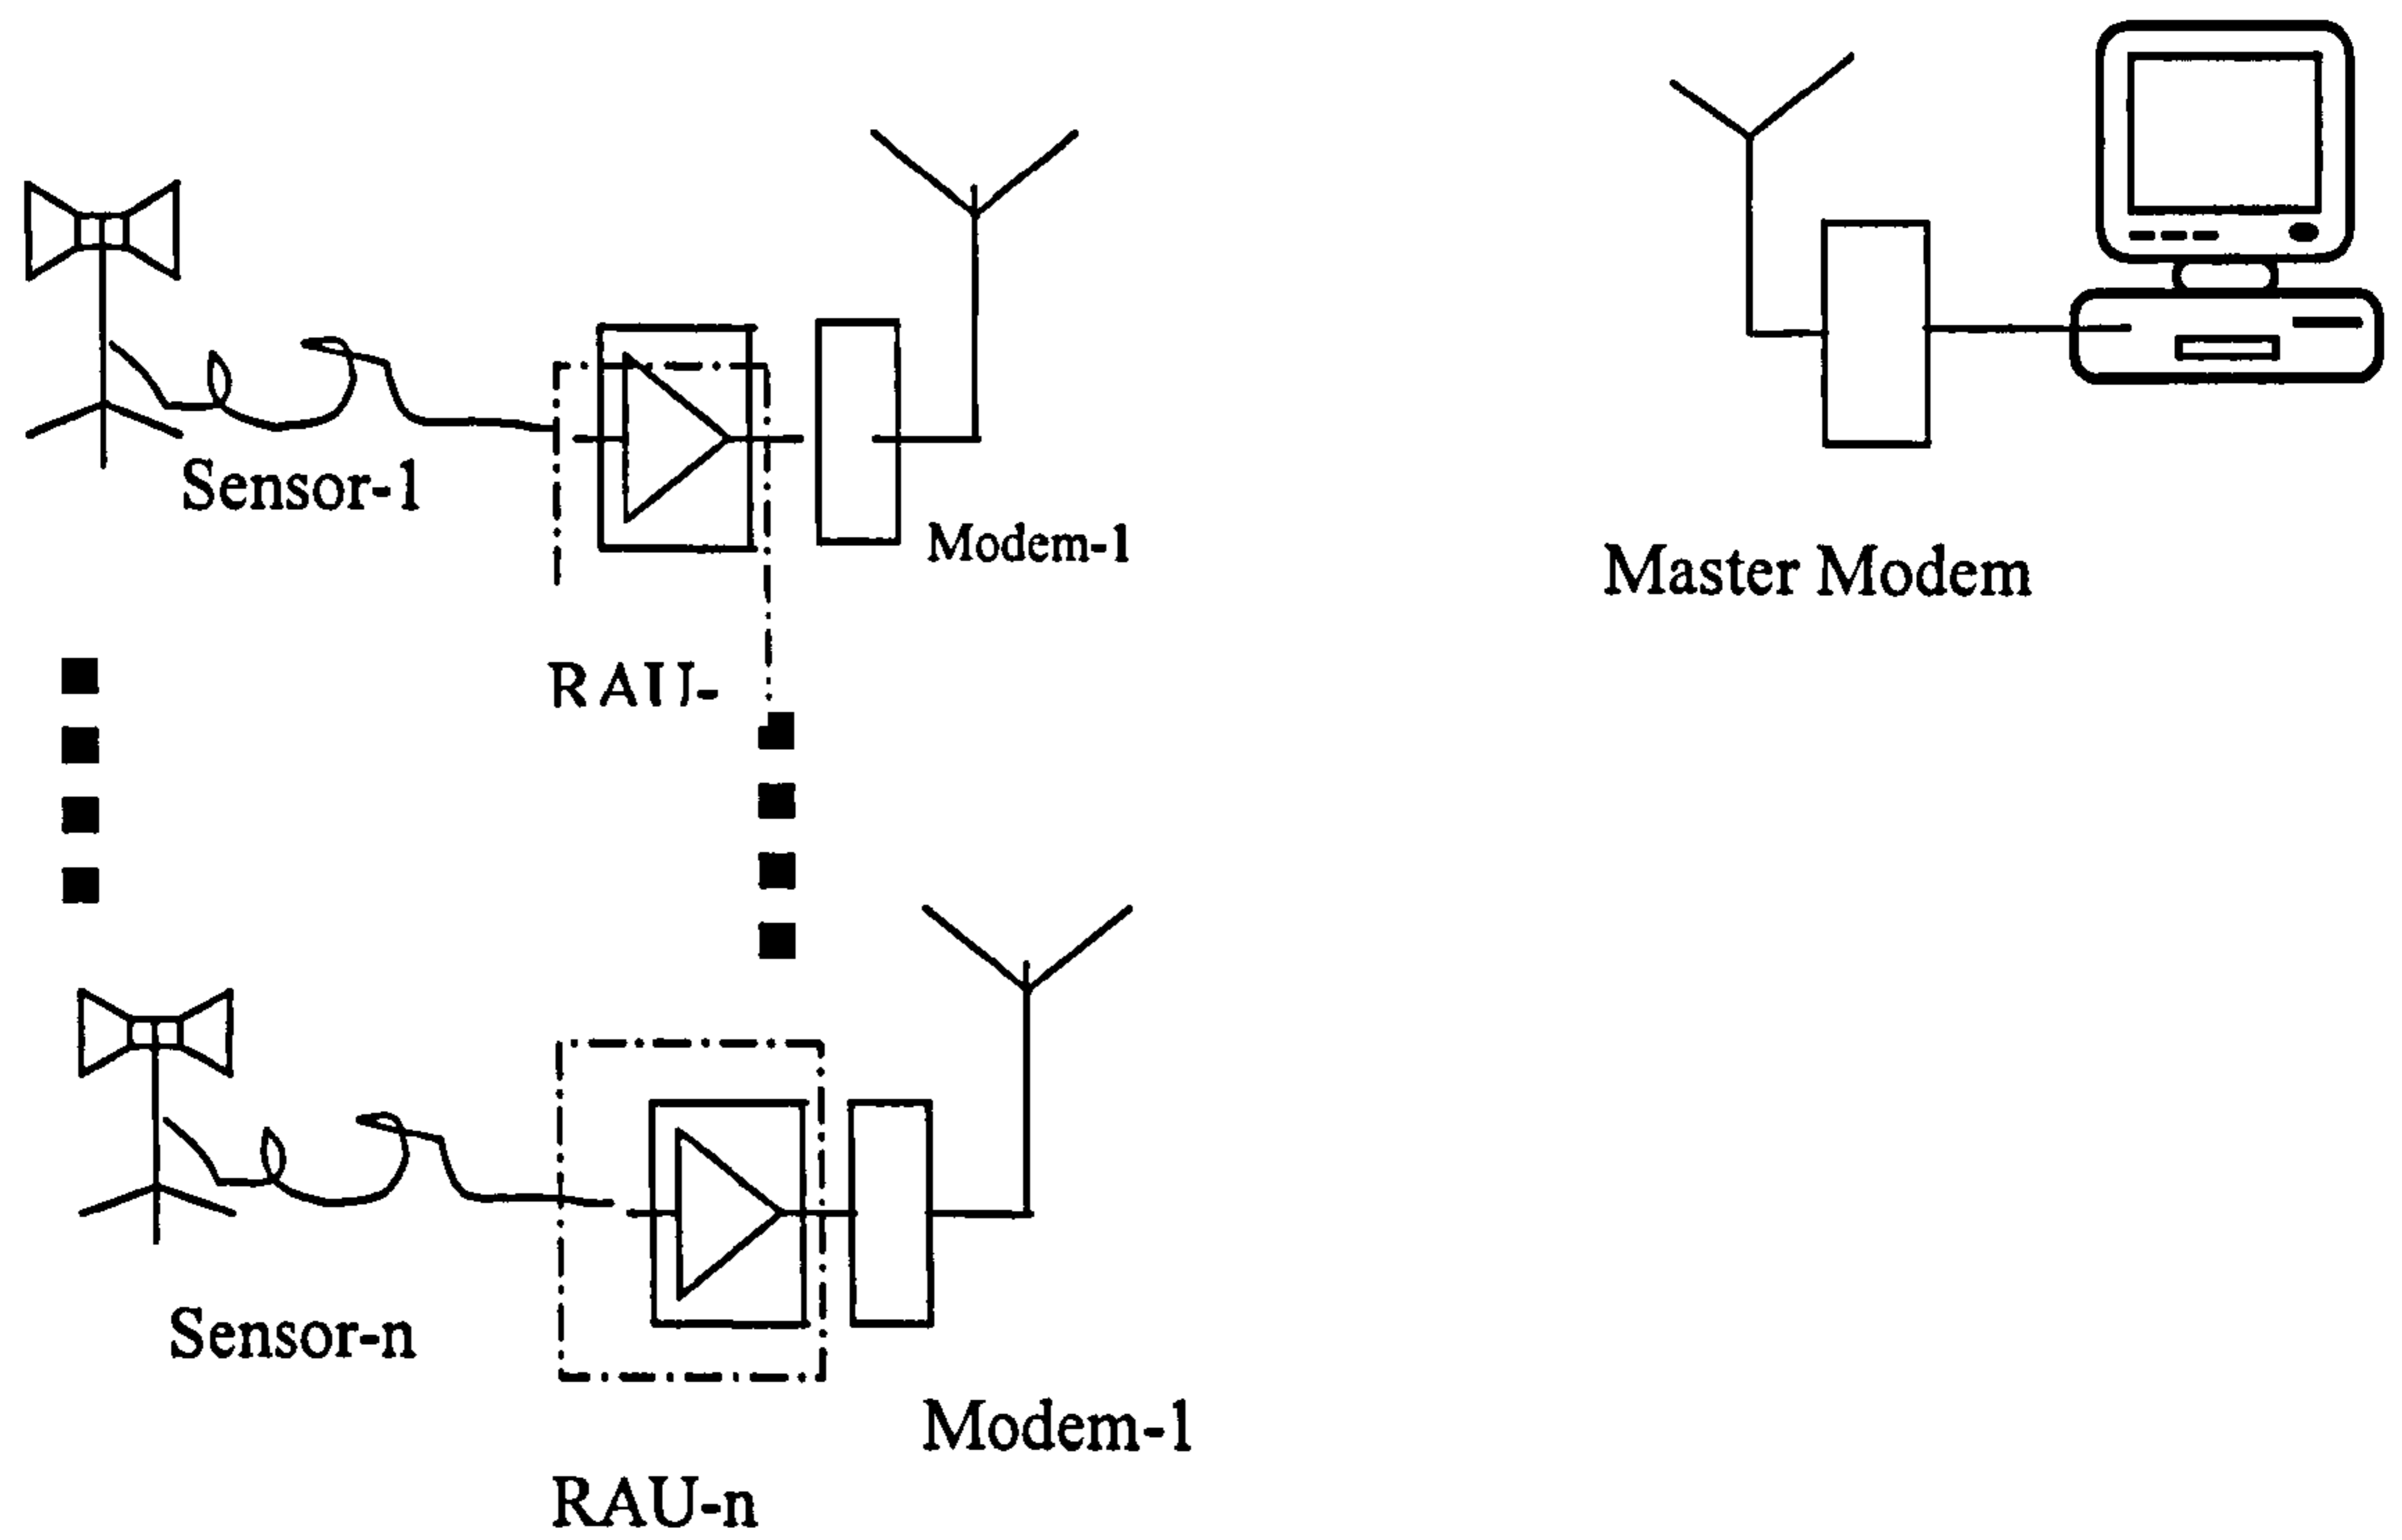 Sensor-1
Modem-1
Master Modem
RAU-
Sensor-n
Modem-1
RAU-n